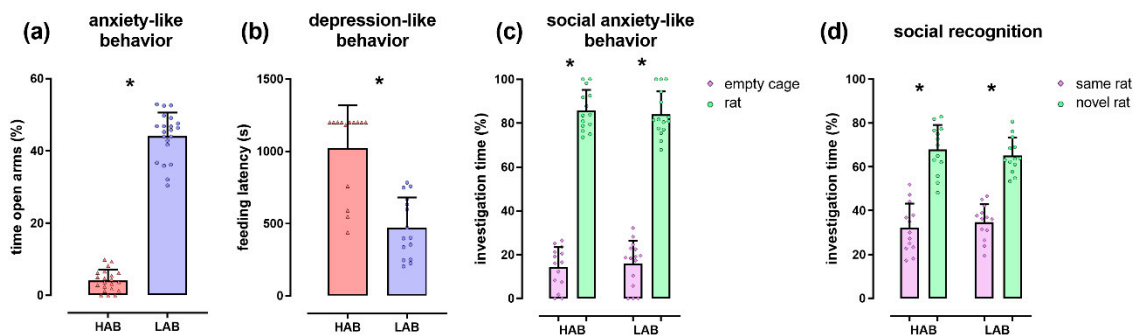 (a)
anxiety-like
behavior
*
time open arms (%)
60
40
20
0
HAB
LAB
(b)
depression-like
behavior
*
feeding latency (s)
1500
1000
500
0
HAB
LAB
(c)
social anxiety-like
behavior
*
*
empty cage
rat
investigation time (%)
100
80
60
40
20
0
HAB
LAB
(d)
social recognition
*
*
same rat
novel rat
investigation time (%)
100
80
60
40
20
0
HAB
LAB